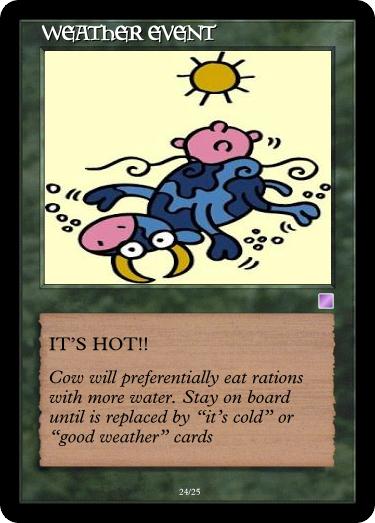 WEATHER EVENT
IT'S HOT!!
Cow will preferentially eat rations
with more water. Stay on board
until is replaced by “it's cold” or
“good weather” cards
24/25